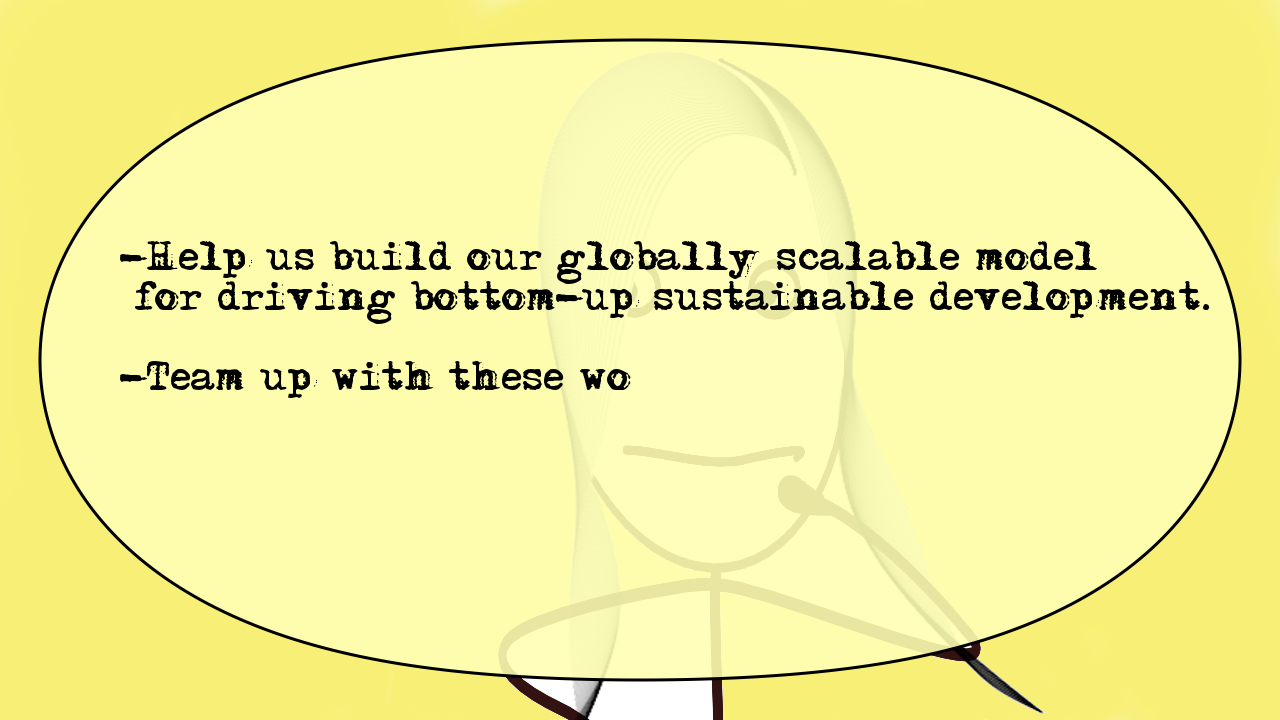 -Help us build our globally scalable model
for driving bottom-up sustainable development.
-Team up with these wo